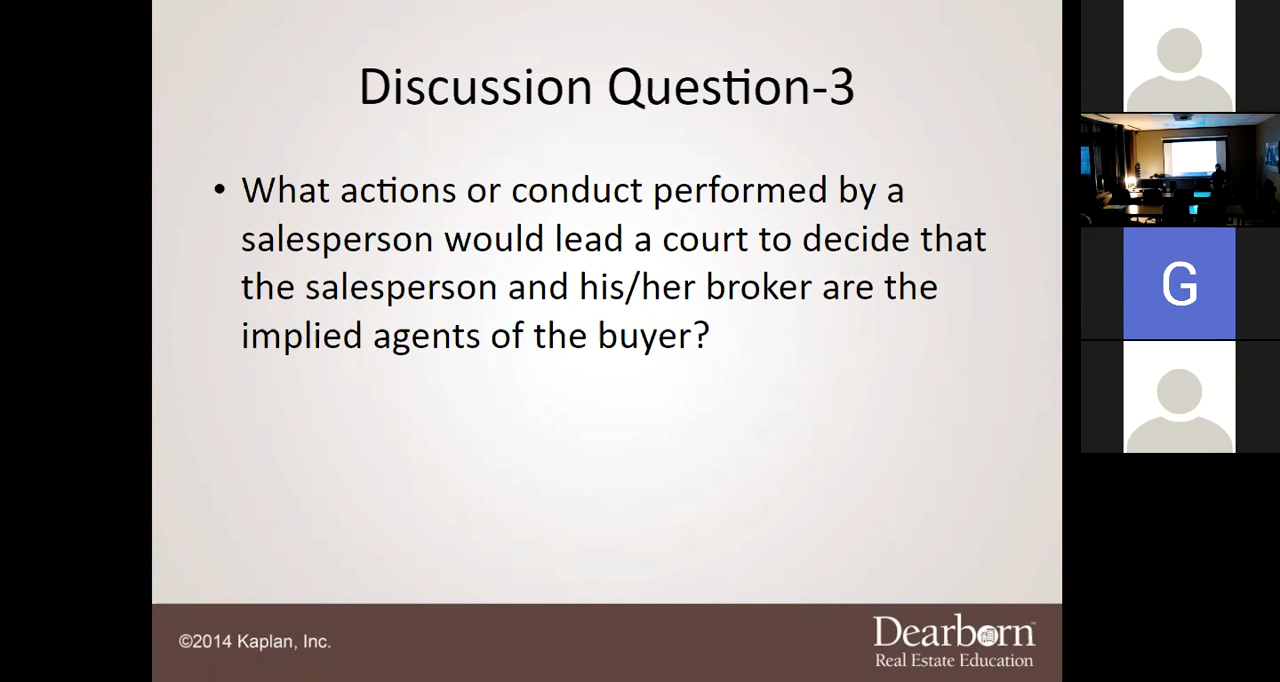 Discussion Question-3
• What actions or conduct performed by a
salesperson would lead a court to decide that
the salesperson and his/her broker are the
implied agents of the buyer?
G
©2014 Kaplan, Inc.
Dearborn™
Real Estate Education